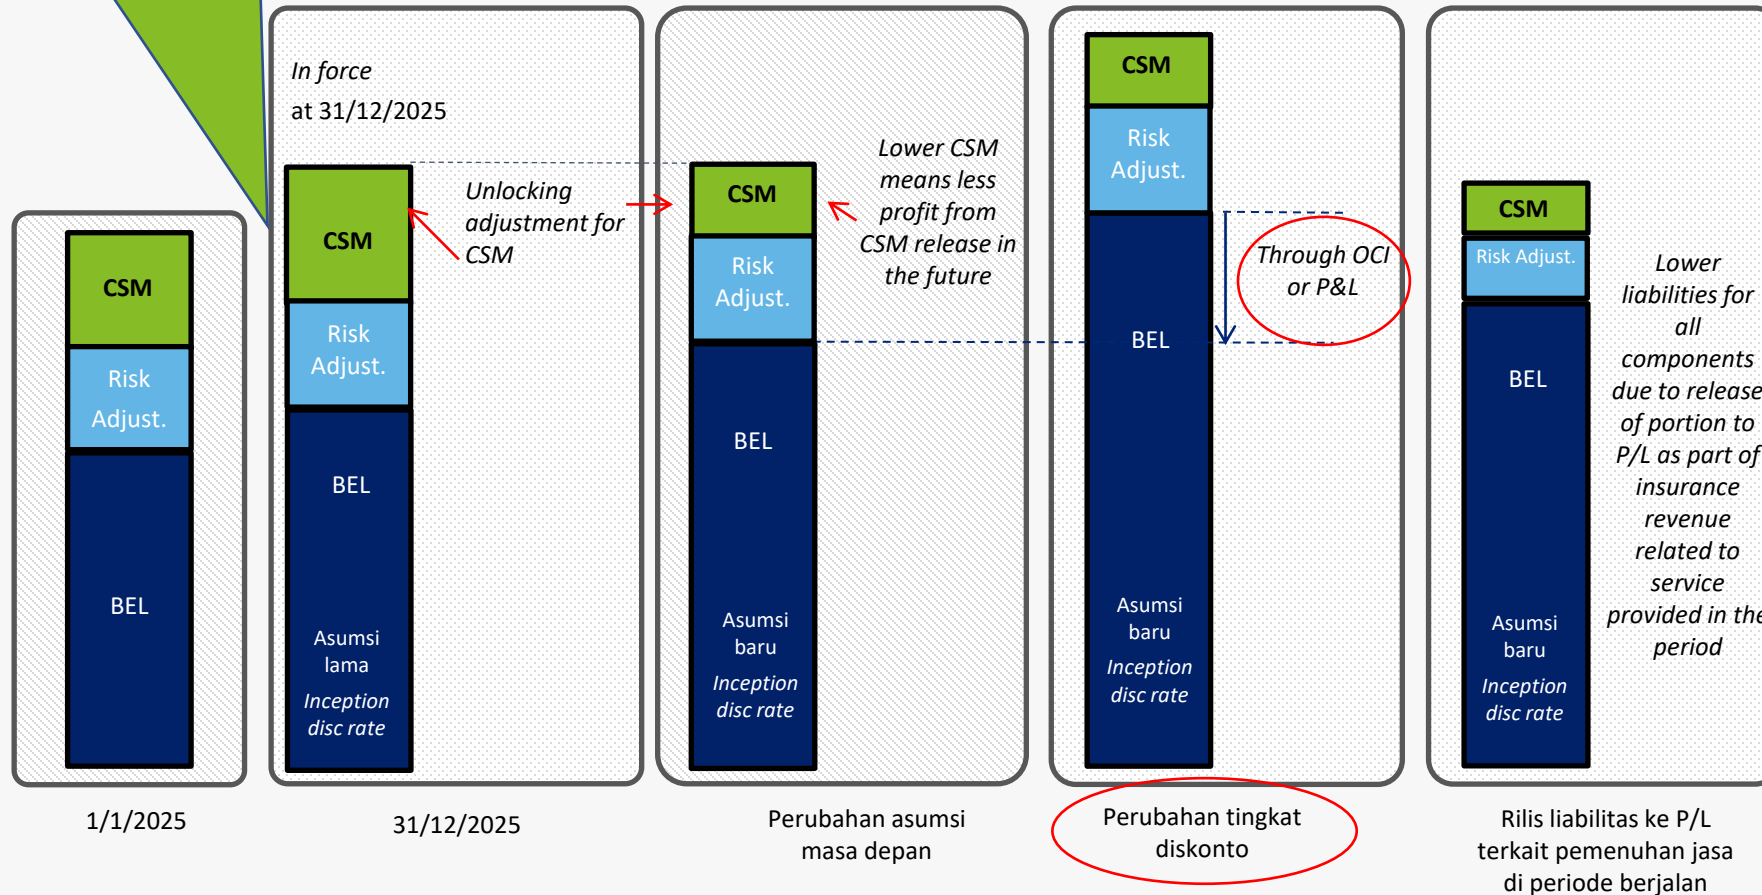 CSM
Risk
Adjust.
BEL
1/1/2025
In force
at 31/12/2025
CSM
Risk
Adjust.
BEL
Asumsi
lama
Inception
disc rate
Unlocking
adjustment for
CSM
31/12/2025
CSM
Risk
Adjust.
BEL
Asumsi
baru
Inception
disc rate
Lower CSM
means less
profit from
CSM release in
the future
Perubahan asumsi
masa depan
CSM
Risk
Adjust.
BEL
Asumsi
baru
Inception
disc rate
Through OCI
or P&L
Perubahan tingkat
diskonto
CSM
Risk Adjust.
BEL
Asumsi
baru
Inception
disc rate
Lower
liabilities for
all
components
due to release
of portion to
P/L as part of
insurance
revenue
related to
service
provided in the
period
Rilis liabilitas ke P/L
terkait pemenuhan jasa
di periode berjalan